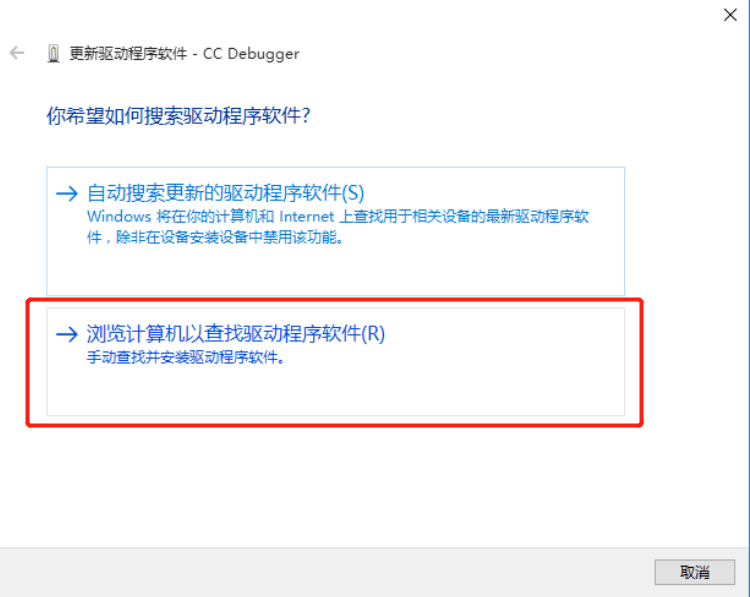 更新驱动程序软件 - CC Debugger
你希望如何搜索驱动程序软件?
自动搜索更新的驱动程序软件(S)
Windows 将在你的计算机和 Internet 上查找用于相关设备的最新驱动程序软
件，除非在设备安装设备中禁用该功能。
浏览计算机以查找驱动程序软件(R)
手动查找并安装驱动程序软件。
取消